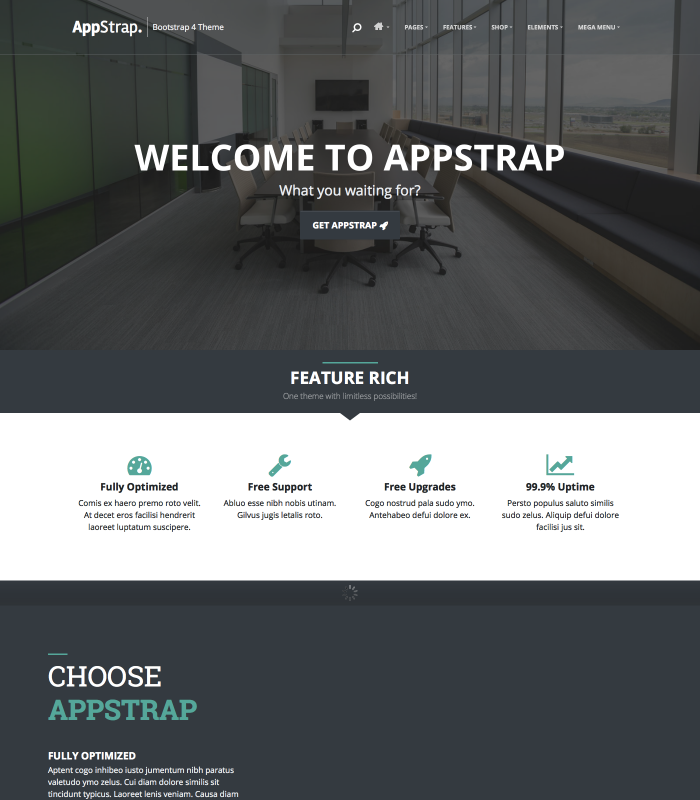 AppStrap. Bootstrap 4 Theme PAGES FEATURES SHOP ELEMENTS MEGA MENU
WELCOME TO APPSTRAP
What you waiting for?
GET APPSTRAP
FEATURE RICH
One theme with limitless possibilities!
Fully Optimized
Comis ex haero premo roto velit.
At decet eros facilisi hendrerit
laoreet luptatum suscipere.
Free Support
Abluo esse nibh nobis utinam.
Gilvus jugis letalis roto.
Free Upgrades
Cogo nostrud pala sudo ymo.
Antehabeo defui dolore ex.
99.9% Uptime
Persto populus saluto similis
sudo zelus. Aliquip defui dolore
facilisi jus sit.
CHOOSE
APPSTRAP
FULLY OPTIMIZED
Aptent cogo inhibeo iusto jumentum nibh paratus
valetudo ymo zelus. Cui diam dolore similis sit
tincidunt typicus. Laoreet lenis veniam. Causa diam